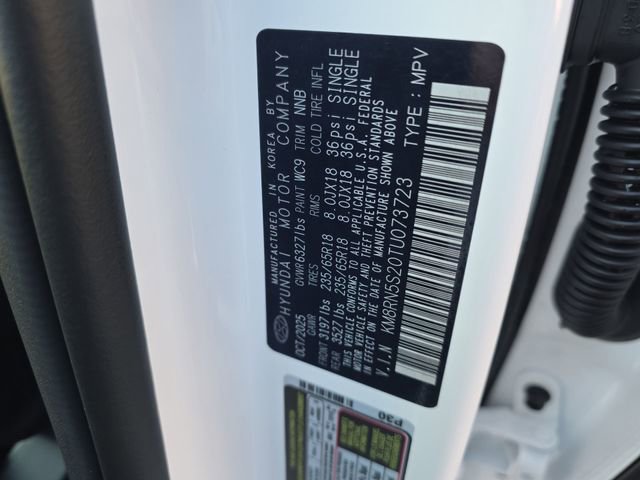 MANUFACTURED IN KOREA BY
HYUNDAI MOTOR COMPANY
OCT/2025 GVWR 6327lbs PAINT WC9 TRIM NNB
GAWR TIRES RIMS COLD TIRE INFL
FRONT 3197lbs 235/65R18 8.0JX18 36psi SINGLE
REAR 3527lbs 235/65R18 8.0JX18 36psi SINGLE
THIS VEHICLE CONFORMS TO ALL APPLICABLE U.S.A. FEDERAL
MOTOR VEHICLE SAFETY AND THEFT PREVENTION STANDARDS
IN EFFECT ON THE DATE OF MANUFACTURE SHOWN ABOVE
V.I.N KM8RN5S20TU073723 TYPE : MPV
P30